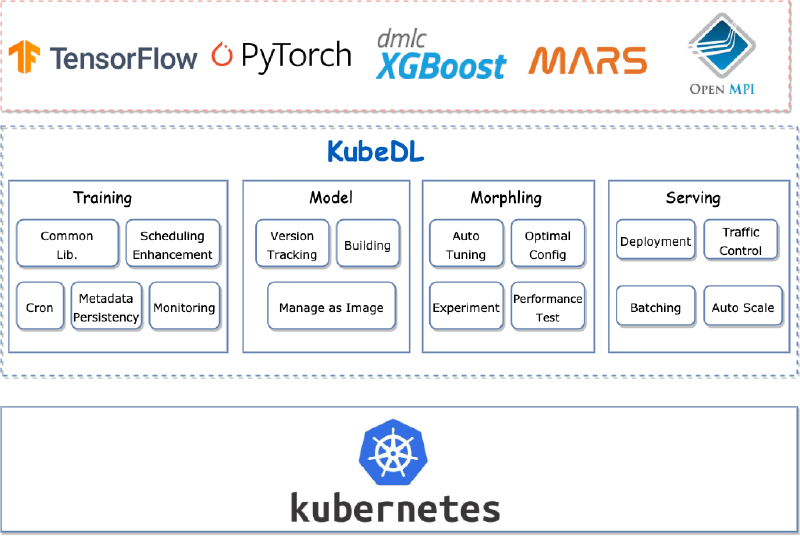 TensorFlow
PyTorch
dmlc
XGBoost
MARS
OPEN MPI
KubeDL
Training
Common
Lib.
Scheduling
Enhancement
Cron
Metadata
Persistency
Monitoring
Model
Version
Tracking
Building
Manage as Image
Morphling
Auto
Tuning
Optimal
Config
Experiment
Performance
Test
Serving
Deployment
Traffic
Control
Batching
Auto Scale
kubernetes